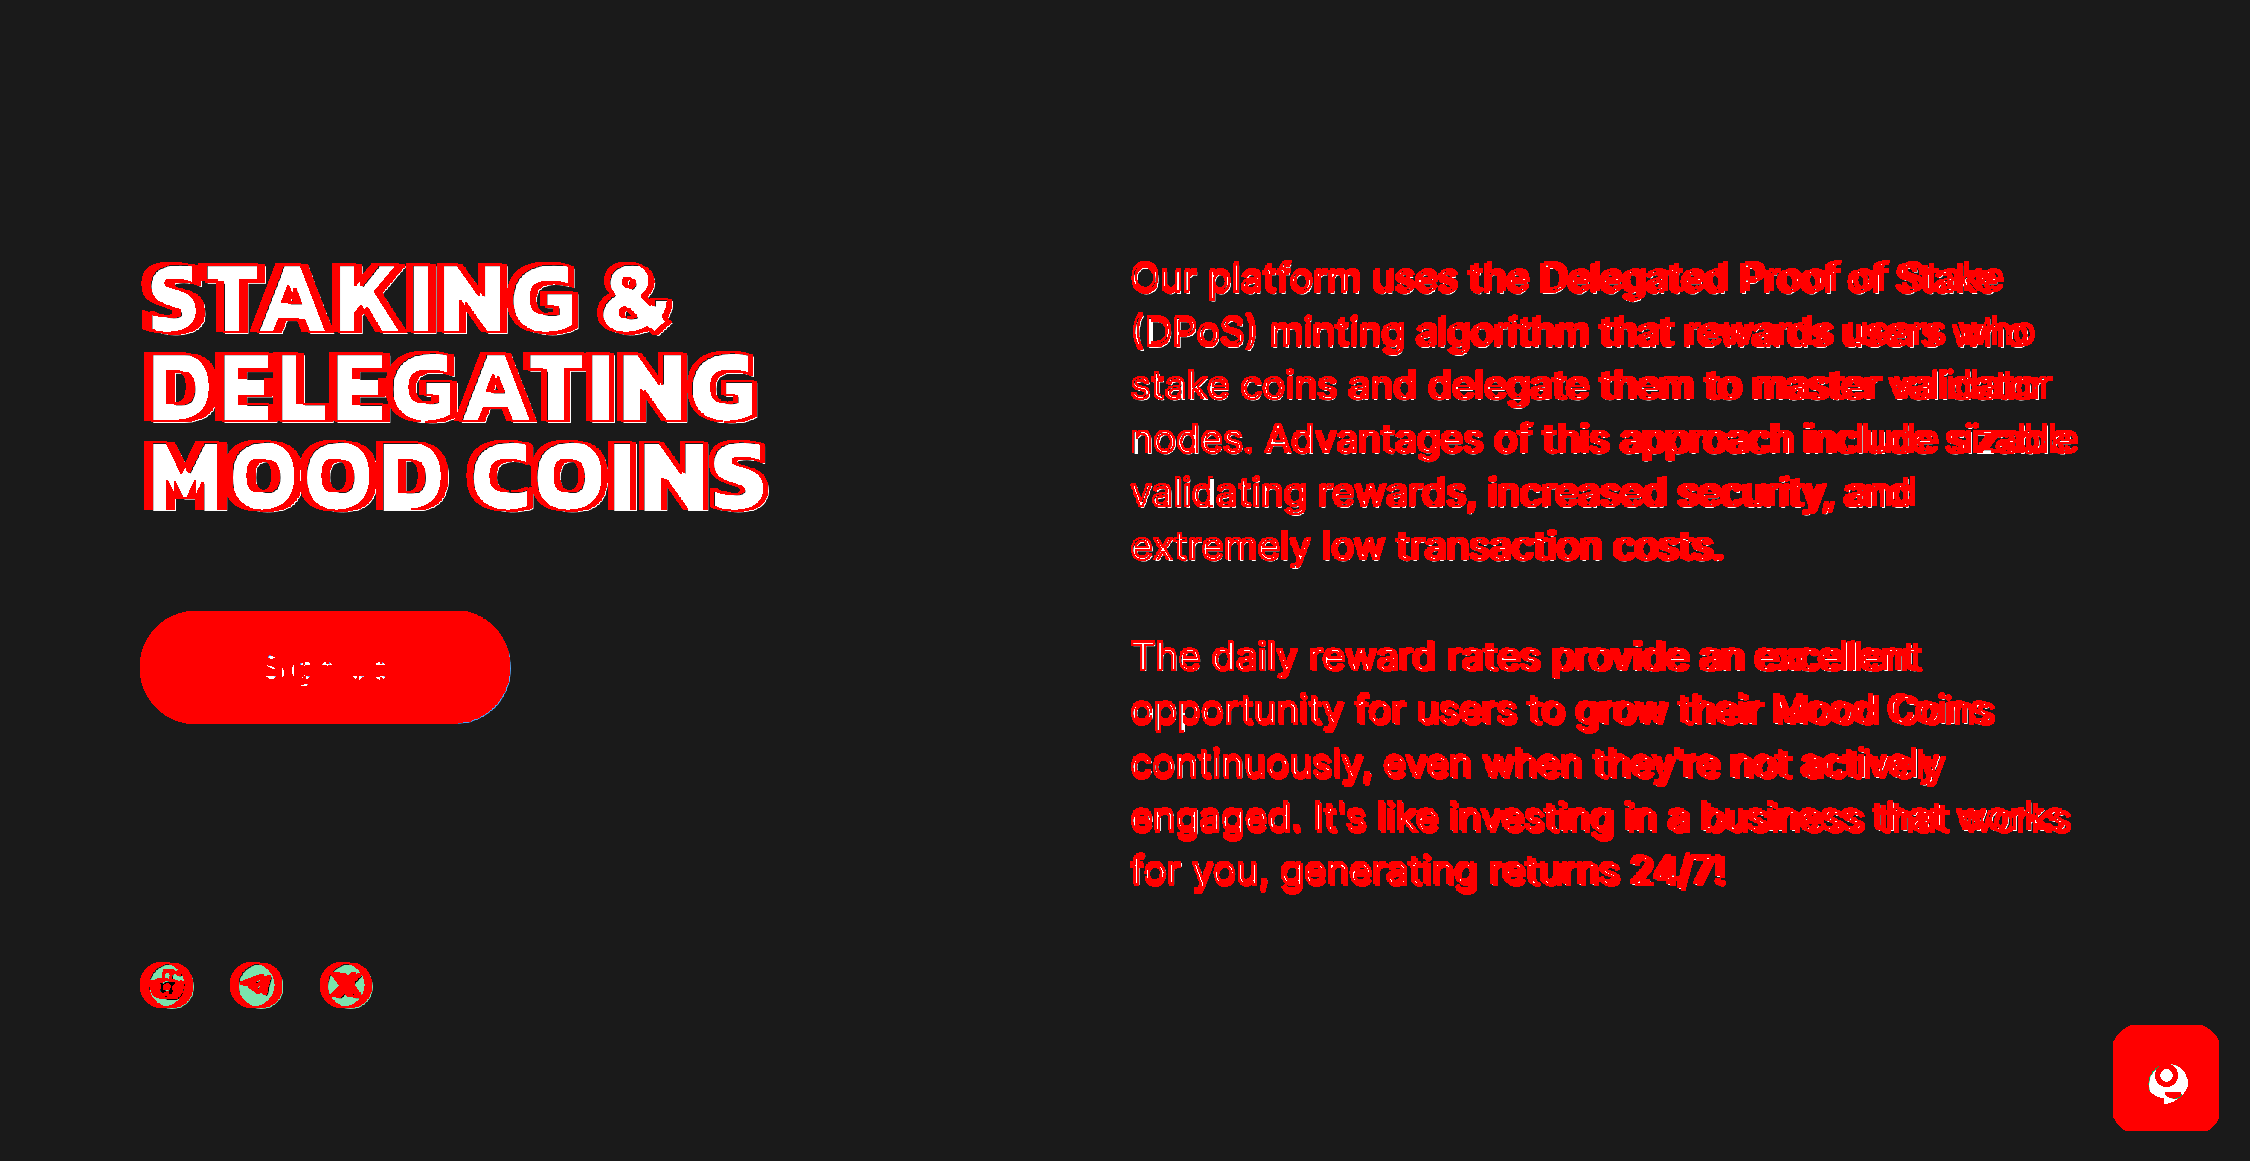 STAKING &
DELEGATING
MOOD COINS
Sign up
Our platform uses the Delegated Proof of Stake
(DPoS) minting algorithm that rewards users who
stake coins and delegate them to master validator
nodes. Advantages of this approach include sizable
validating rewards, increased security, and
extremely low transaction costs.
The daily reward rates provide an excellent
opportunity for users to grow their Mood Coins
continuously, even when they're not actively
engaged. It's like investing in a business that works
for you, generating returns 24/7!